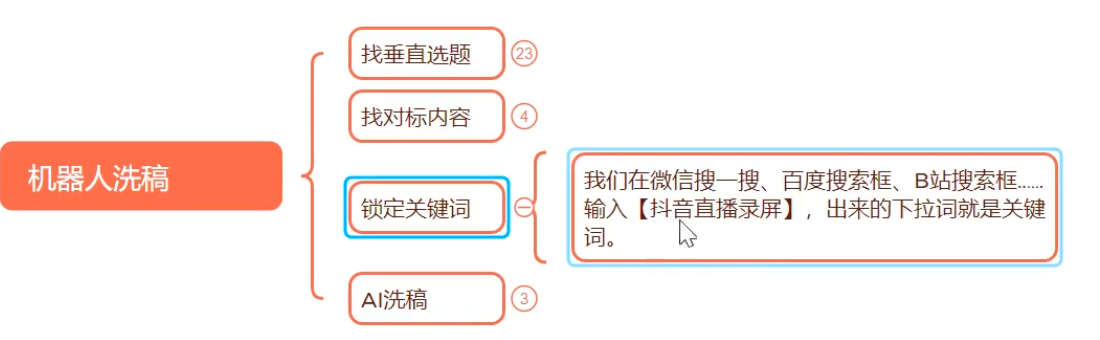 机器人洗稿
找垂直选题 23
找对标内容 4
锁定关键词
我们在微信搜一搜、百度搜索框、B站搜索框......
输入【抖音直播录屏】，出来的下拉词就是关键
词。
AI洗稿 3